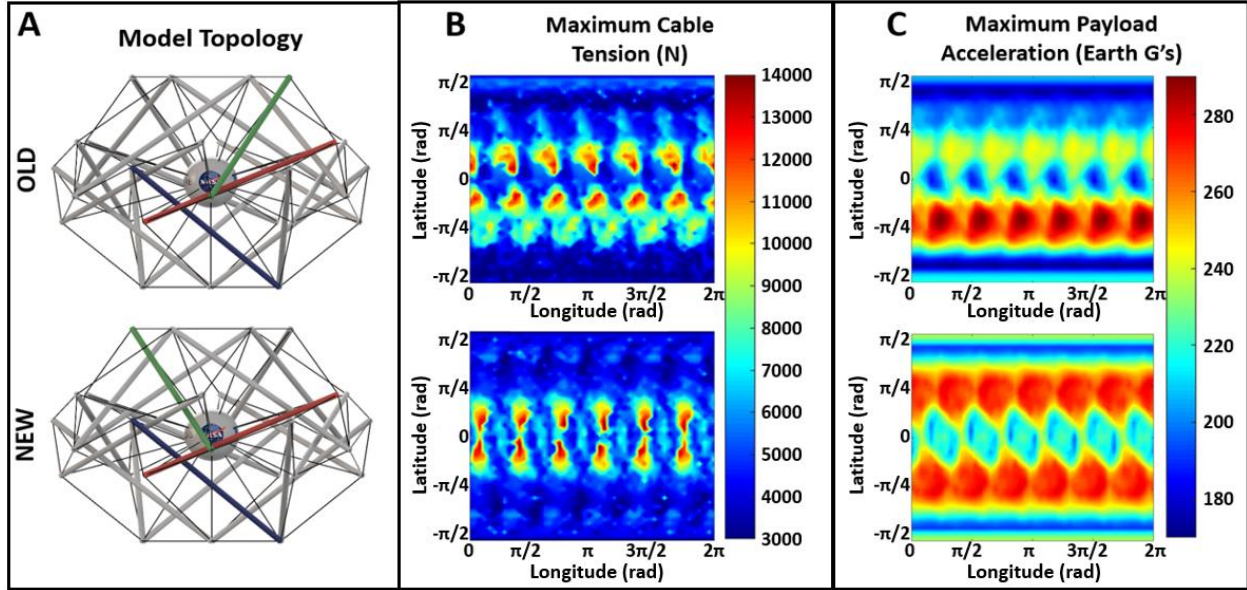 A
Model Topology
OLD
NEW
B
Maximum Cable
Tension (N)
π/2
π/4
0
-π/4
-π/2
Latitude (rad)
0 π/2 π 3π/2 2π
Longitude (rad)
π/2
π/4
0
-π/4
-π/2
Latitude (rad)
0 π/2 π 3π/2 2π
Longitude (rad)
14000
13000
12000
11000
10000
9000
8000
7000
6000
5000
4000
3000
C
Maximum Payload
Acceleration (Earth G's)
π/2
π/4
0
-π/4
-π/2
Latitude (rad)
0 π/2 π 3π/2 2π
Longitude (rad)
π/2
π/4
0
-π/4
-π/2
Latitude (rad)
0 π/2 π 3π/2 2π
Longitude (rad)
280
260
240
220
200
180